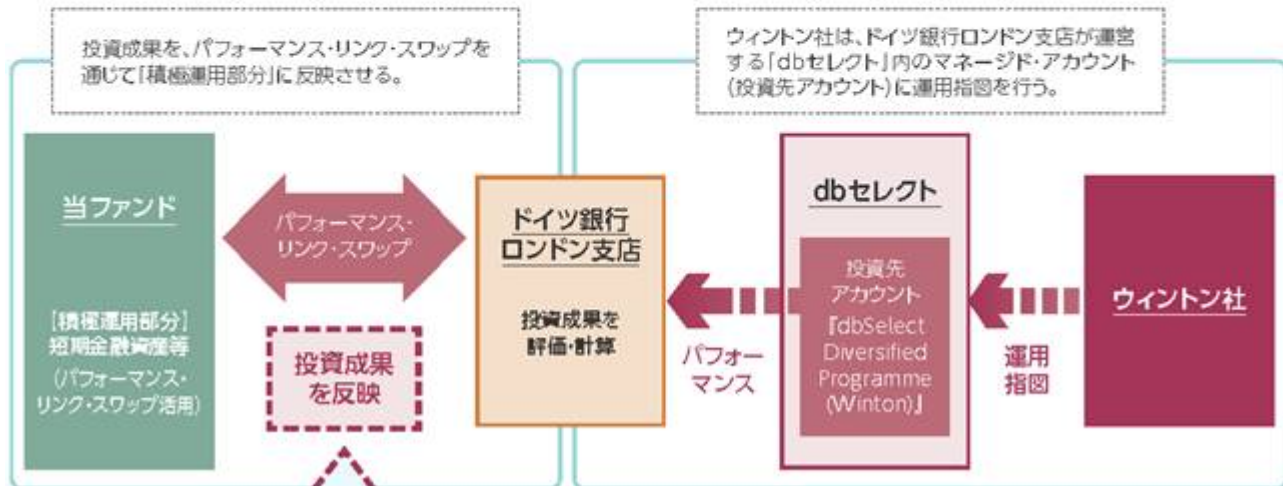 投資成果を、パフォーマンス・リンク・スワップを
通じて「積極運用部分」に反映させる。
ウィントン社は、ドイツ銀行ロンドン支店が運営
する「dbセレクト」内のマネージド・アカウント
(投資先アカウント)に運用指図を行う。
当ファンド
【積極運用部分】
短期金融資産等
(パフォーマンス・
リンク・スワップ活用)
パフォーマンス・
リンク・スワップ
投資成果
を反映
ドイツ銀行
ロンドン支店
投資成果を
評価・計算
パフォー
マンス
dbセレクト
投資先
アカウント
『dbSelect
Diversified
Programme
(Winton)』
運用
指図
ウィントン社